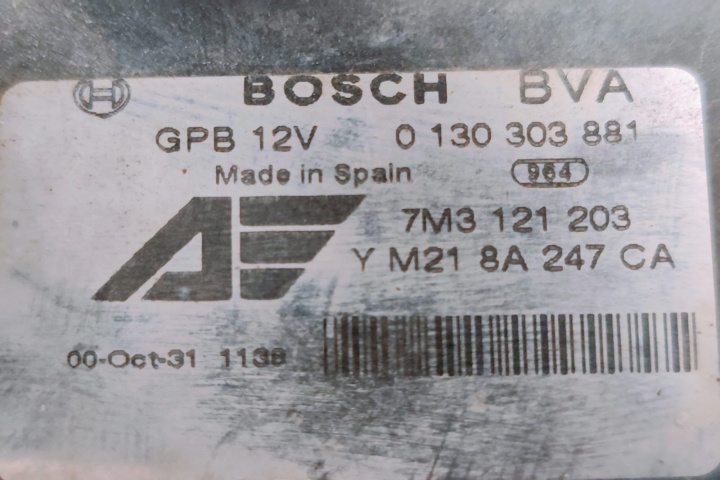 BOSCH BVA
GPB 12V 0 130 303 881
Made in Spain 964
7M3 121 203
YM21 8A 247 CA
00-Oct-31 1138